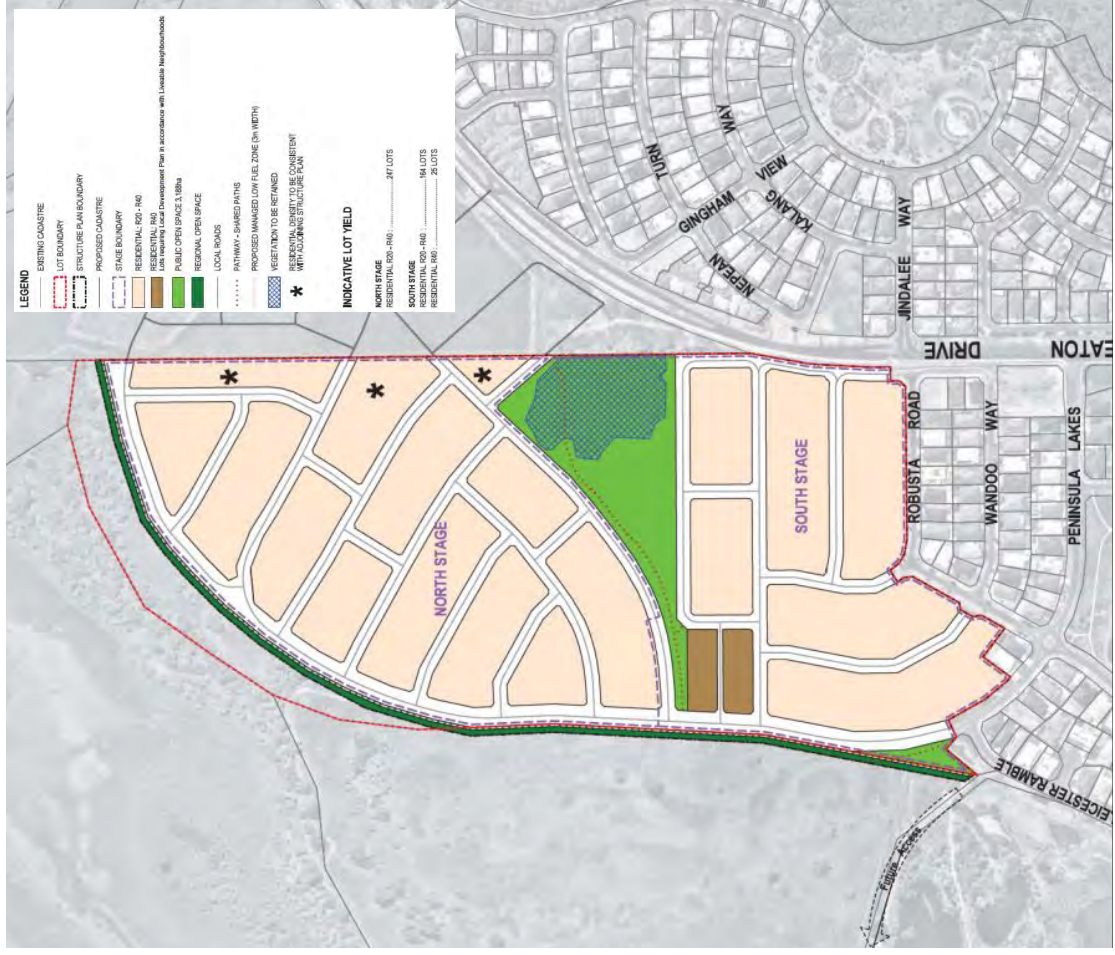 LEGEND
EXISTING CADASTRE
LOT BOUNDARY
STRUCTURE PLAN BOUNDARY
PROPOSED CADASTRE
STAGE BOUNDARY
RESIDENTIAL: R20 - R40
RESIDENTIAL: R40
Lots requiring Local Development Plan in accordance with Liveable Neighbourhoods
PUBLIC OPEN SPACE 3.188ha
REGIONAL OPEN SPACE
LOCAL ROADS
PATHWAY - SHARED PATHS
PROPOSED MANAGED LOW FUEL ZONE (3m WIDTH)
VEGETATION TO BE RETAINED
* RESIDENTIAL DENSITY TO BE CONSISTENT
WITH ADJOINING STRUCTURE PLAN
INDICATIVE LOT YIELD
NORTH STAGE
RESIDENTIAL R20 - R40 : ........................ 247 LOTS
SOUTH STAGE
RESIDENTIAL R20 - R40 : ........................ 164 LOTS
RESIDENTIAL R40 : ........................ 25 LOTS
TURN
WAY
GINGHAM
VIEW
KALANG
NEPEAN
JINDALEE WAY
EATON
DRIVE
*
*
*
NORTH STAGE
SOUTH STAGE
ROBUSTA ROAD
WANDOO WAY
PENINSULA LAKES
LEICESTER RAMBLE
Future Access